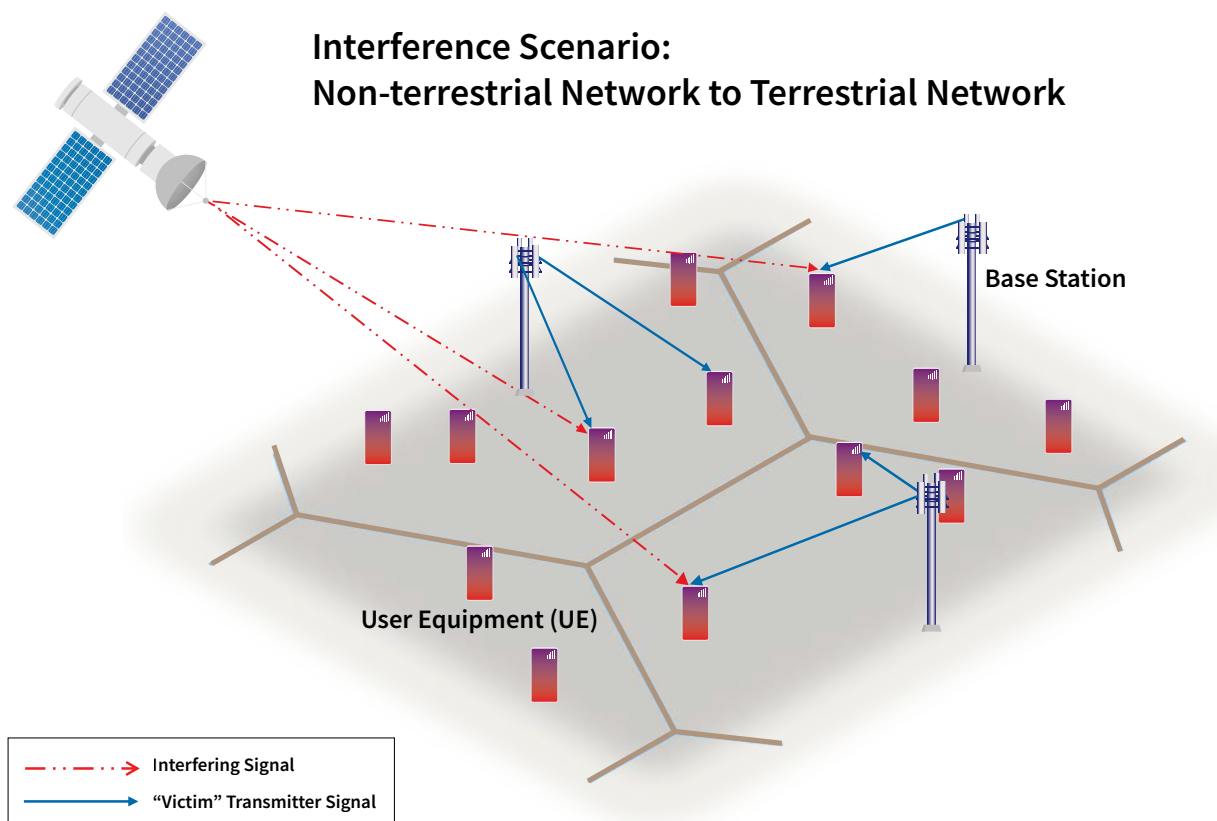 Interference Scenario:
Non-terrestrial Network to Terrestrial Network
Base Station
User Equipment (UE)
Interfering Signal
“Victim” Transmitter Signal